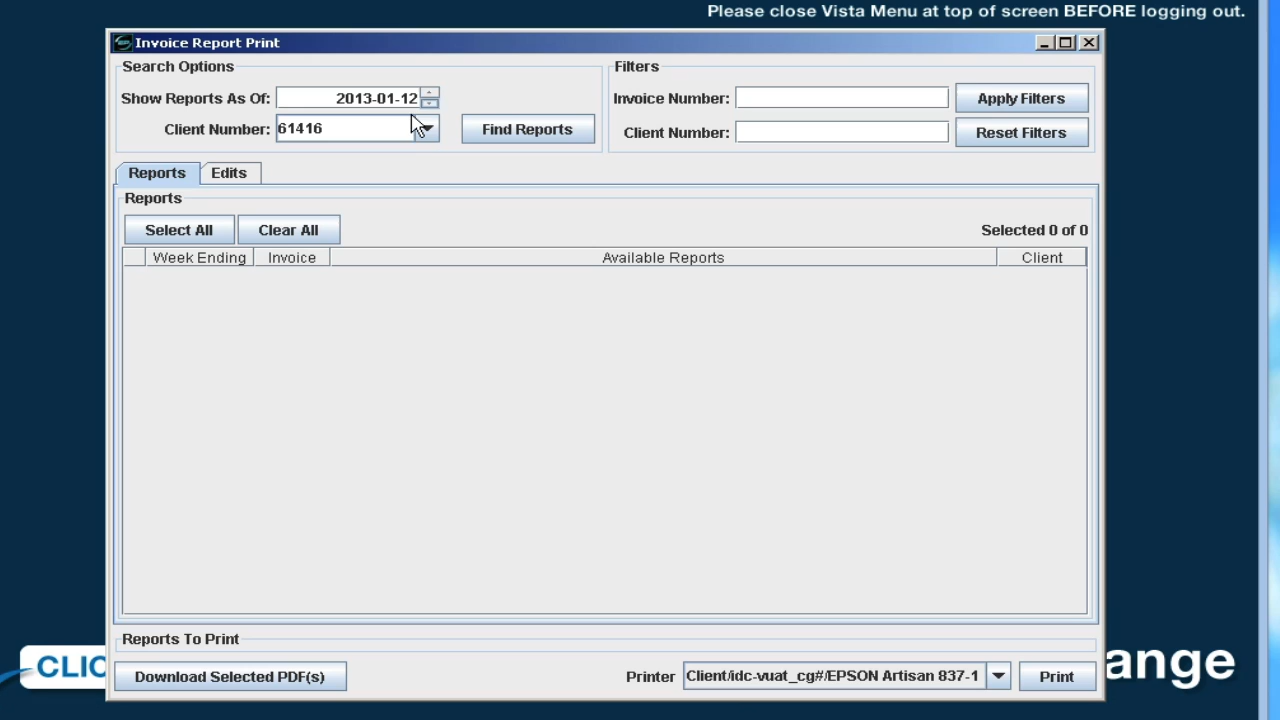 Please close Vista Menu at top of screen BEFORE logging out.
Invoice Report Print
Search Options
Show Reports As Of: 2013-01-12
Client Number: 61416
Find Reports
Filters
Invoice Number:
Apply Filters
Client Number:
Reset Filters
Reports Edits
Reports
Select All Clear All
Selected 0 of 0
Week Ending Invoice Available Reports Client
Reports To Print
Download Selected PDF(s)
Printer Client/idc-vuat_cg#/EPSON Artisan 837-1 Print
CLIC
ange